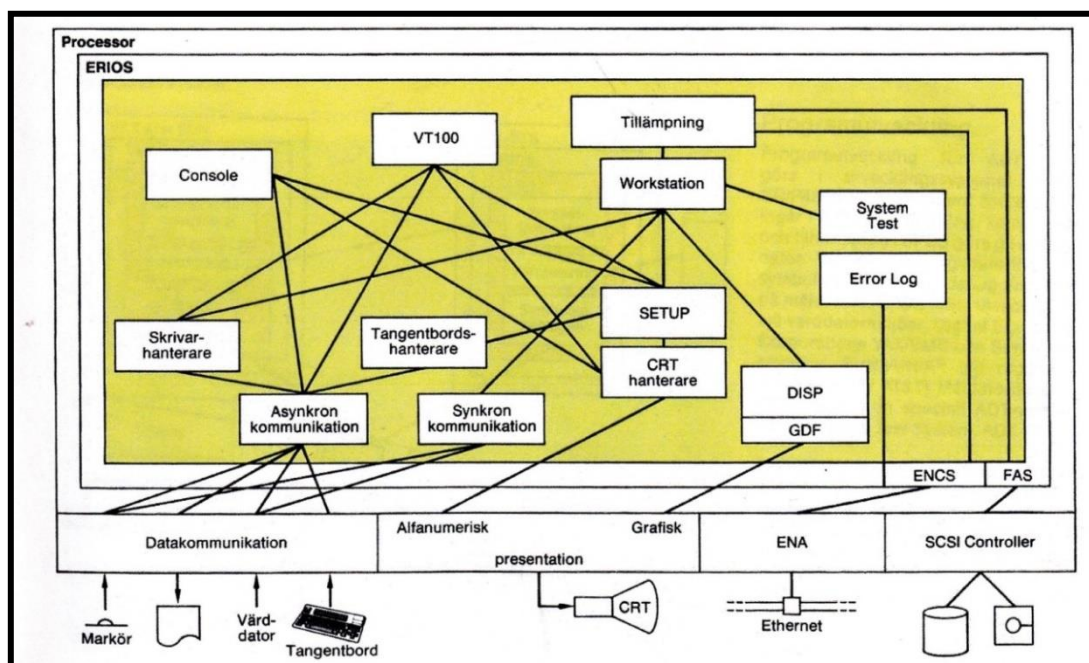 Processor
ERIOS
Tillämpning
VT100
Console
Workstation
System
Test
Error Log
SETUP
Skrivar-
hanterare
Tangentbords-
hanterare
CRT
hanterare
DISP
GDF
Asynkron
kommunikation
Synkron
kommunikation
ENCS
FAS
Datakommunikation
Alfanumerisk
Grafisk
presentation
ENA
SCSI Controller
Markör
Värd-
dator
Tangentbord
CRT
Ethernet